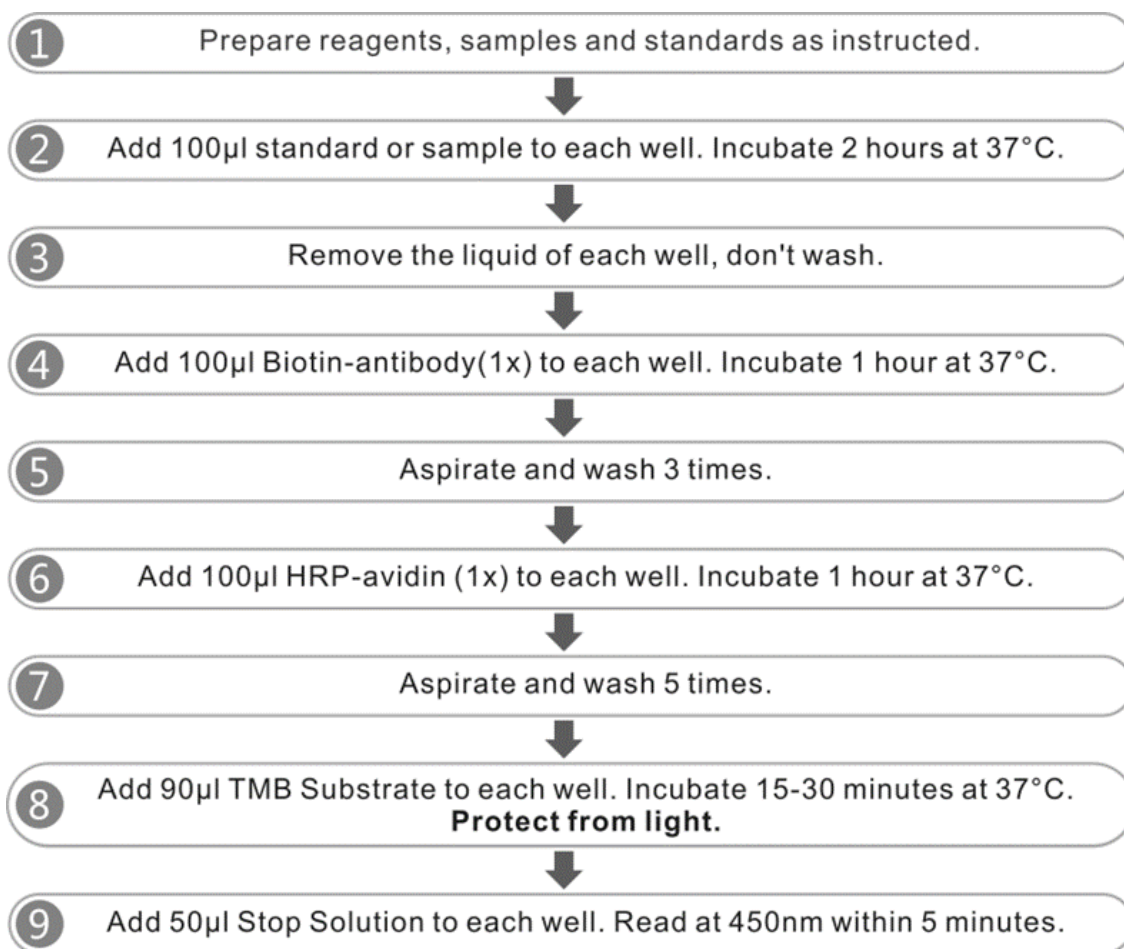 1 Prepare reagents, samples and standards as instructed.
2 Add 100µl standard or sample to each well. Incubate 2 hours at 37°C.
3 Remove the liquid of each well, don't wash.
4 Add 100µl Biotin-antibody(1x) to each well. Incubate 1 hour at 37°C.
5 Aspirate and wash 3 times.
6 Add 100µl HRP-avidin (1x) to each well. Incubate 1 hour at 37°C.
7 Aspirate and wash 5 times.
8 Add 90µl TMB Substrate to each well. Incubate 15-30 minutes at 37°C.
Protect from light.
9 Add 50µl Stop Solution to each well. Read at 450nm within 5 minutes.